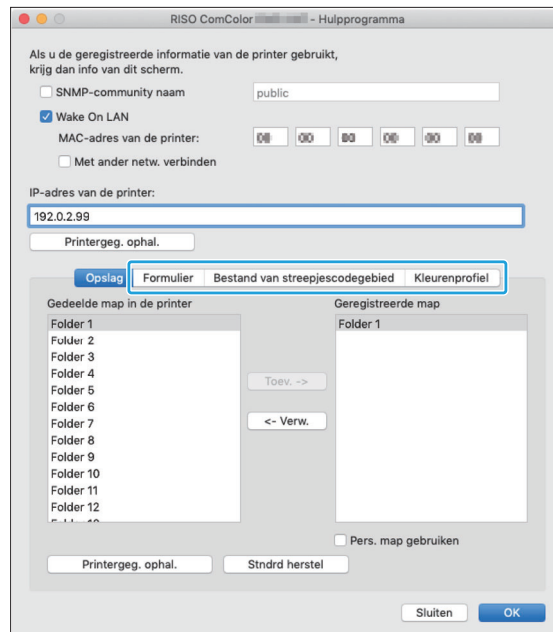 RISO ComColor - Hulpprogramma
Als u de geregistreerde informatie van de printer gebruikt,
krijg dan info van dit scherm.
SNMP-community naam public
Wake On LAN
MAC-adres van de printer:
Met ander netw. verbinden
IP-adres van de printer:
192.0.2.99
Printergeg. ophal.
Opslag Formulier Bestand van streepjescodegebied Kleurenprofiel
Gedeelde map in de printer Geregistreerde map
Folder 1 Folder 1
Folder 2
Folder 3
Folder 4
Toev. ->
Folder 5
Folder 6
Folder 7
<- Verw.
Folder 8
Folder 9
Folder 10
Folder 11
Folder 12
Pers. map gebruiken
Printergeg. ophal. Stndrd herstel
Sluiten OK